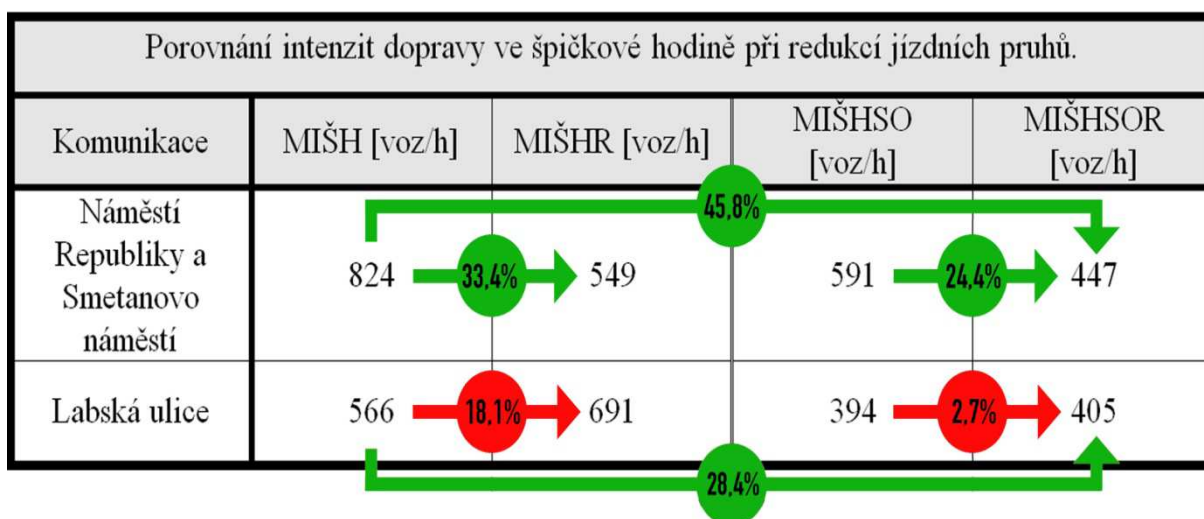 Porovnání intenzit dopravy ve špičkové hodině při redukcí jízdních pruhů.
Komunikace
MIŠH [voz/h]
MIŠHR [voz/h]
MIŠHSO
[voz/h]
MIŠHSOR
[voz/h]
Náměstí
Republiky a
Smetanovo
náměstí
45,8%
824
33,4%
549
591
24,4%
447
Labská ulice
566
18,1%
691
394
2,7%
405
28,4%